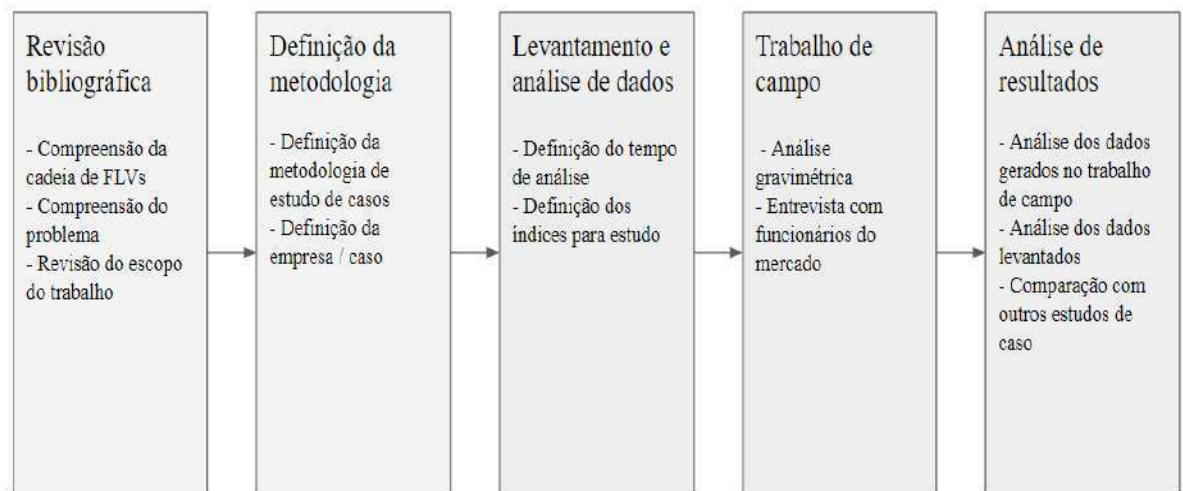 Revisão
bibliográfica
- Compreensão da
cadeia de FLVs
- Compreensão do
problema
- Revisão do escopo
do trabalho
Definição da
metodologia
- Definição da
metodologia de
estudo de casos
- Definição da
empresa / caso
Levantamento e
análise de dados
- Definição do tempo
de análise
- Definição dos
índices para estudo
Trabalho de
campo
- Análise
gravimétrica
- Entrevista com
funcionários do
mercado
Análise de
resultados
- Análise dos dados
gerados no trabalho
de campo
- Análise dos dados
levantados
- Comparação com
outros estudos de
caso